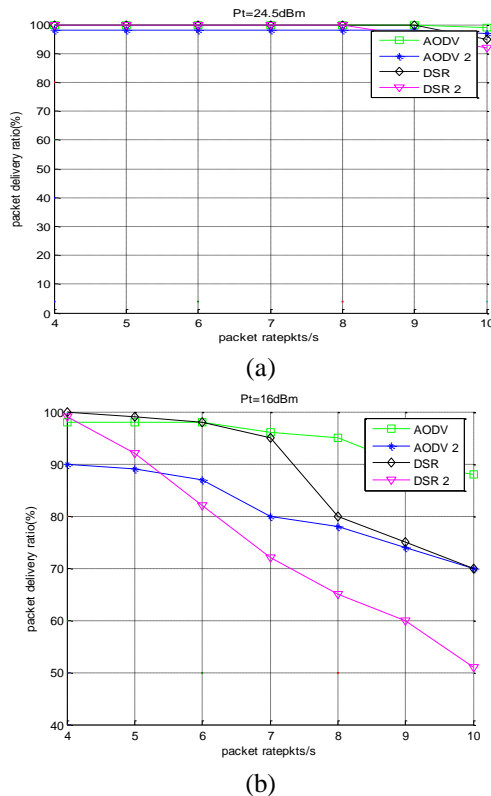 Pt=24.5dBm
100
90
80
70
60
50
40
30
20
10
0
packet delivery ratio(%)
AODV
AODV 2
DSR
DSR 2
4 5 6 7 8 9 10
packet ratepkts/s
(a)
Pt=16dBm
100
90
80
70
60
50
40
packet delivery ratio(%)
AODV
AODV 2
DSR
DSR 2
4 5 6 7 8 9 10
packet ratepkts/s
(b)